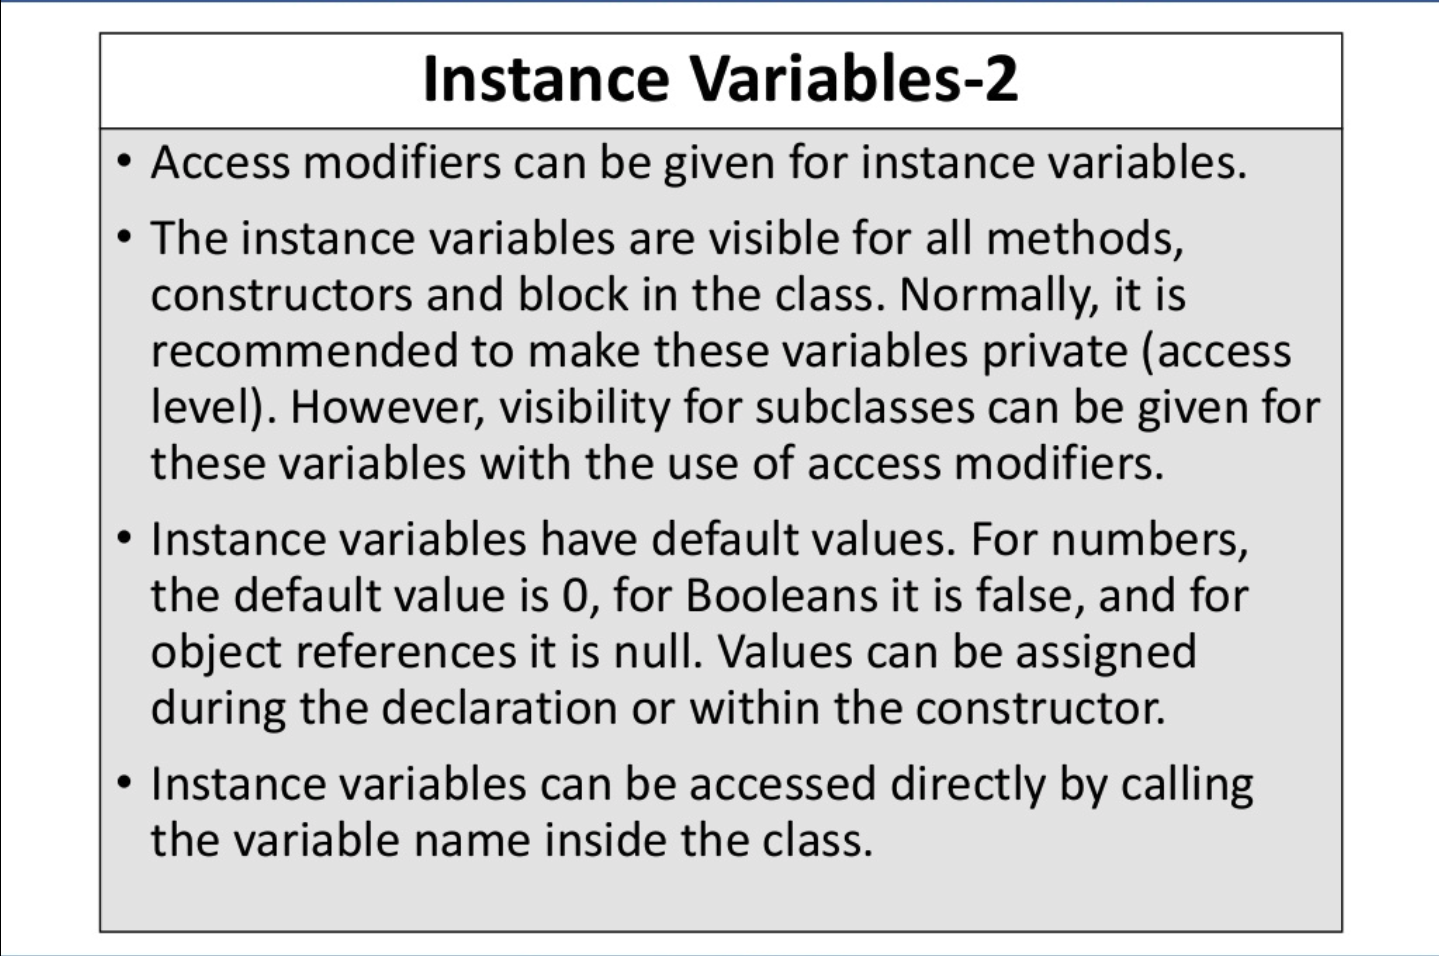 Instance Variables-2
• Access modifiers can be given for instance variables.
• The instance variables are visible for all methods,
constructors and block in the class. Normally, it is
recommended to make these variables private (access
level). However, visibility for subclasses can be given for
these variables with the use of access modifiers.
• Instance variables have default values. For numbers,
the default value is 0, for Booleans it is false, and for
object references it is null. Values can be assigned
during the declaration or within the constructor.
• Instance variables can be accessed directly by calling
the variable name inside the class.